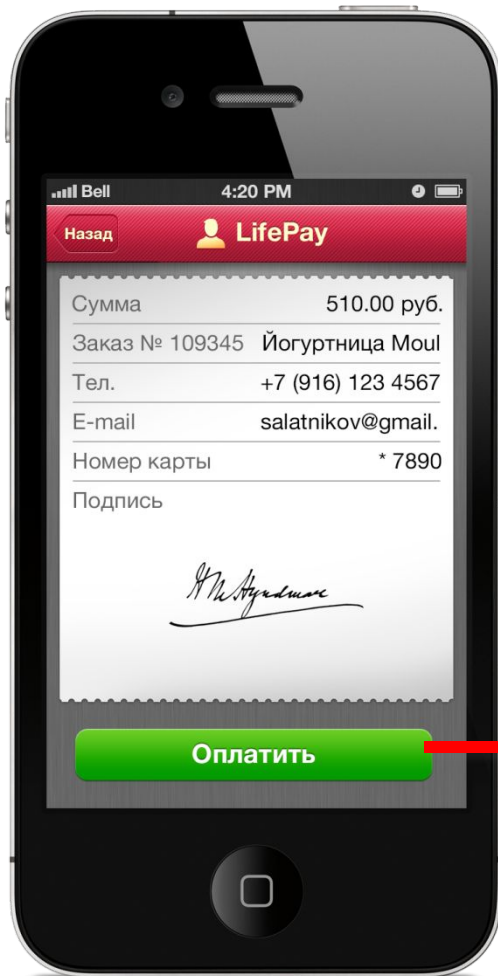 Bell 4:20 PM
Назад LifePay
Сумма 510.00 руб.
Заказ № 109345 Йогуртница Moul
Тел. +7 (916) 123 4567
E-mail salatnikov@gmail.
Номер карты * 7890
Подпись
Оплатить